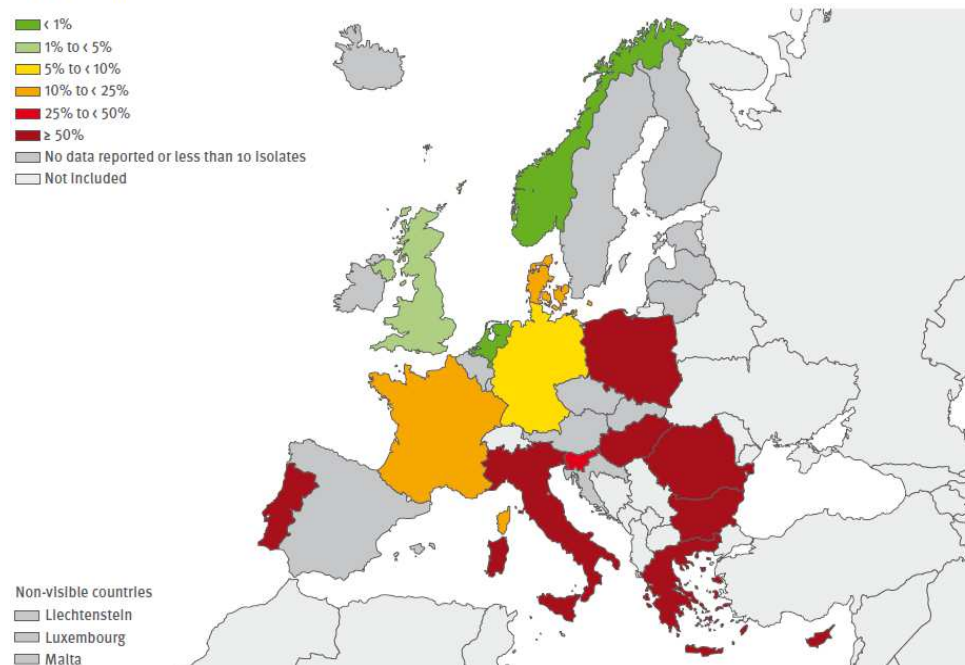 < 1%
1% to < 5%
5% to < 10%
10% to < 25%
25% to < 50%
≥ 50%
No data reported or less than 10 isolates
Not included
Non-visible countries
Liechtenstein
Luxembourg
Malta